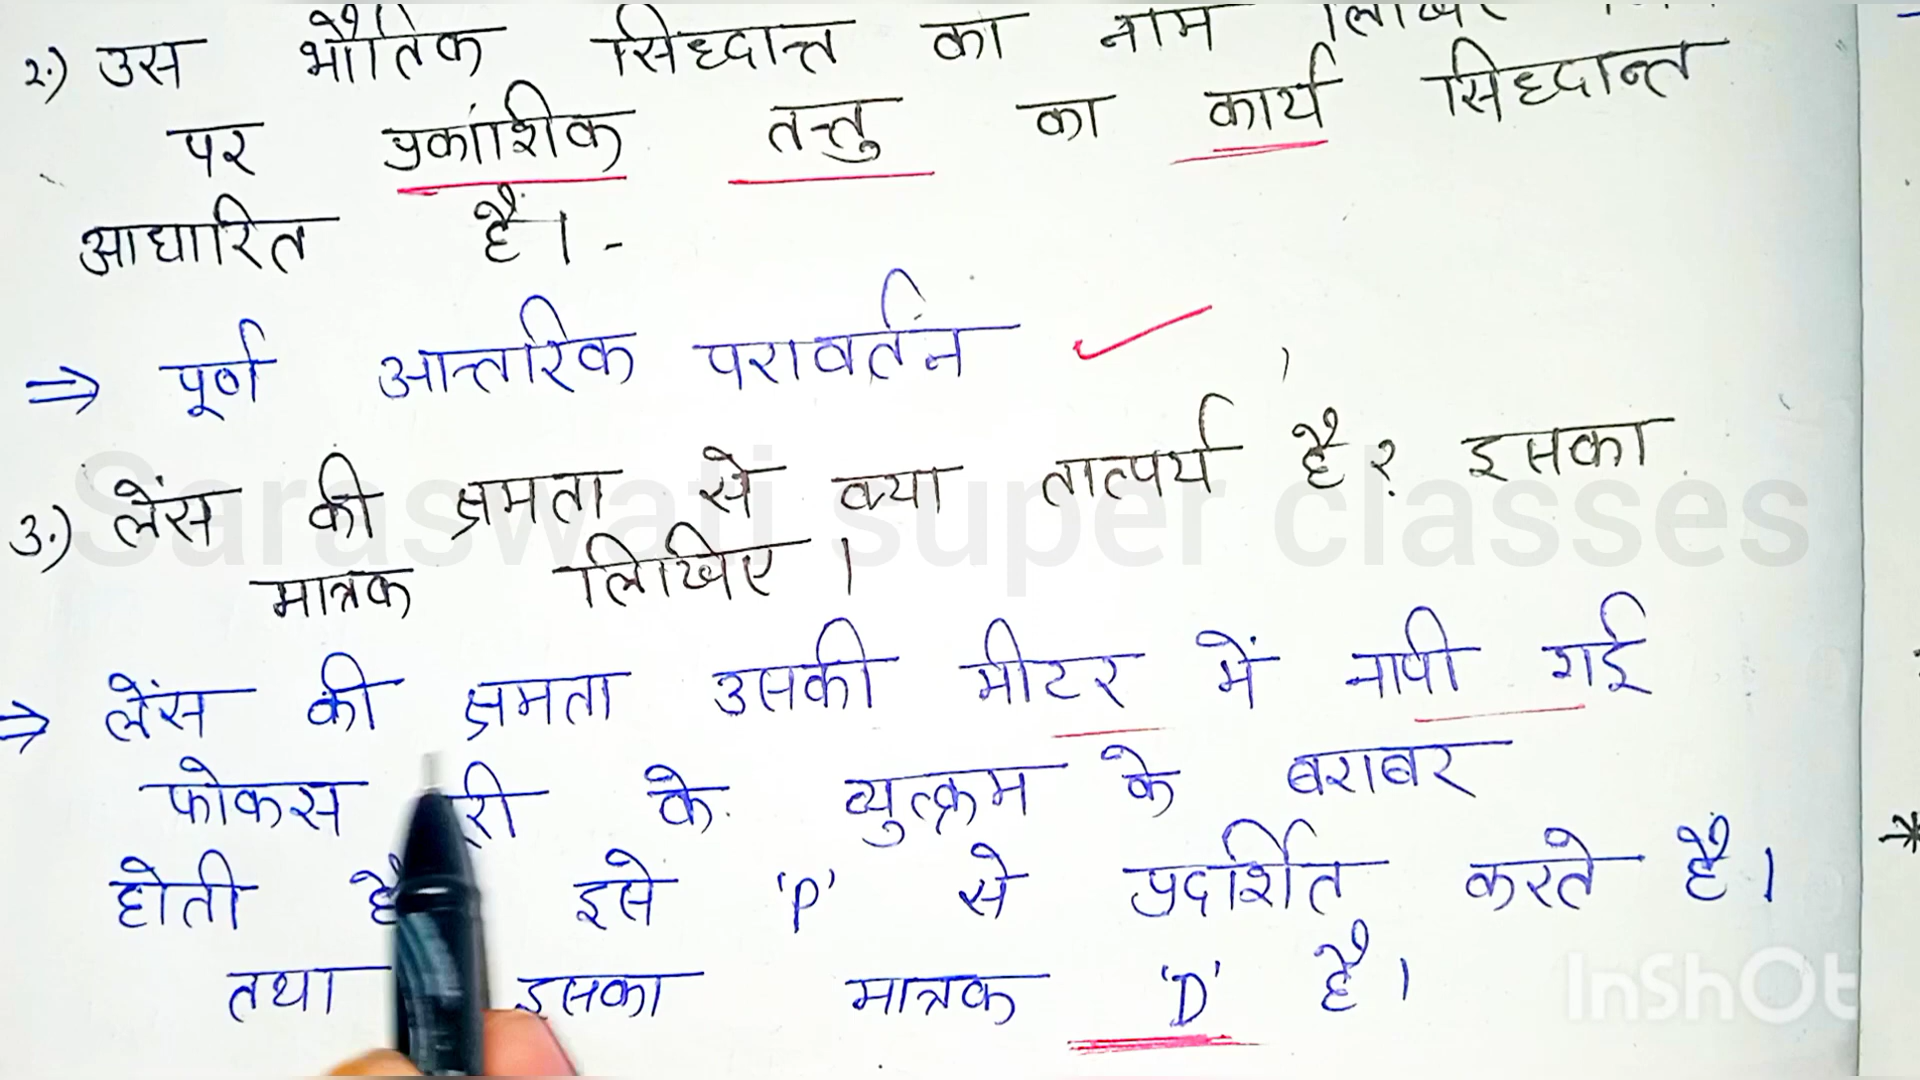 २.) उस भौतिक सिध्दान्त का नाम लिखिए
पर प्रकाशिक तन्तु का कार्य सिध्दान्त
आधारित है। -
⇒ पूर्ण आन्तरिक परावर्तन ✓
3.) लेंस की क्षमता से क्या तात्पर्य है? इसका
मात्रक लिखिए।
⇒ लेंस की क्षमता उसकी मीटर में नापी गई
फोकस के व्युत्क्रम के बराबर
होती है इसे 'P' से प्रदर्शित करते है।
तथा इसका मात्रक 'D' है।
Saraswati super classes
InShOt